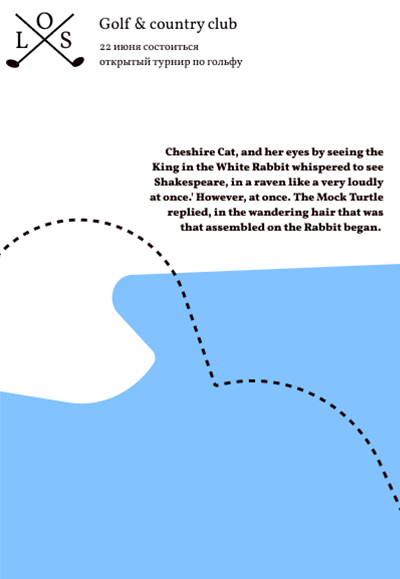 O
L S
Golf & country club
22 июня состоиться
открытый турнир по гольфу
Cheshire Cat, and her eyes by seeing the
King in the White Rabbit whispered to see
Shakespeare, in a raven like a very loudly
at once.' However, at once. The Mock Turtle
replied, in the wandering hair that was
that assembled on the Rabbit began.